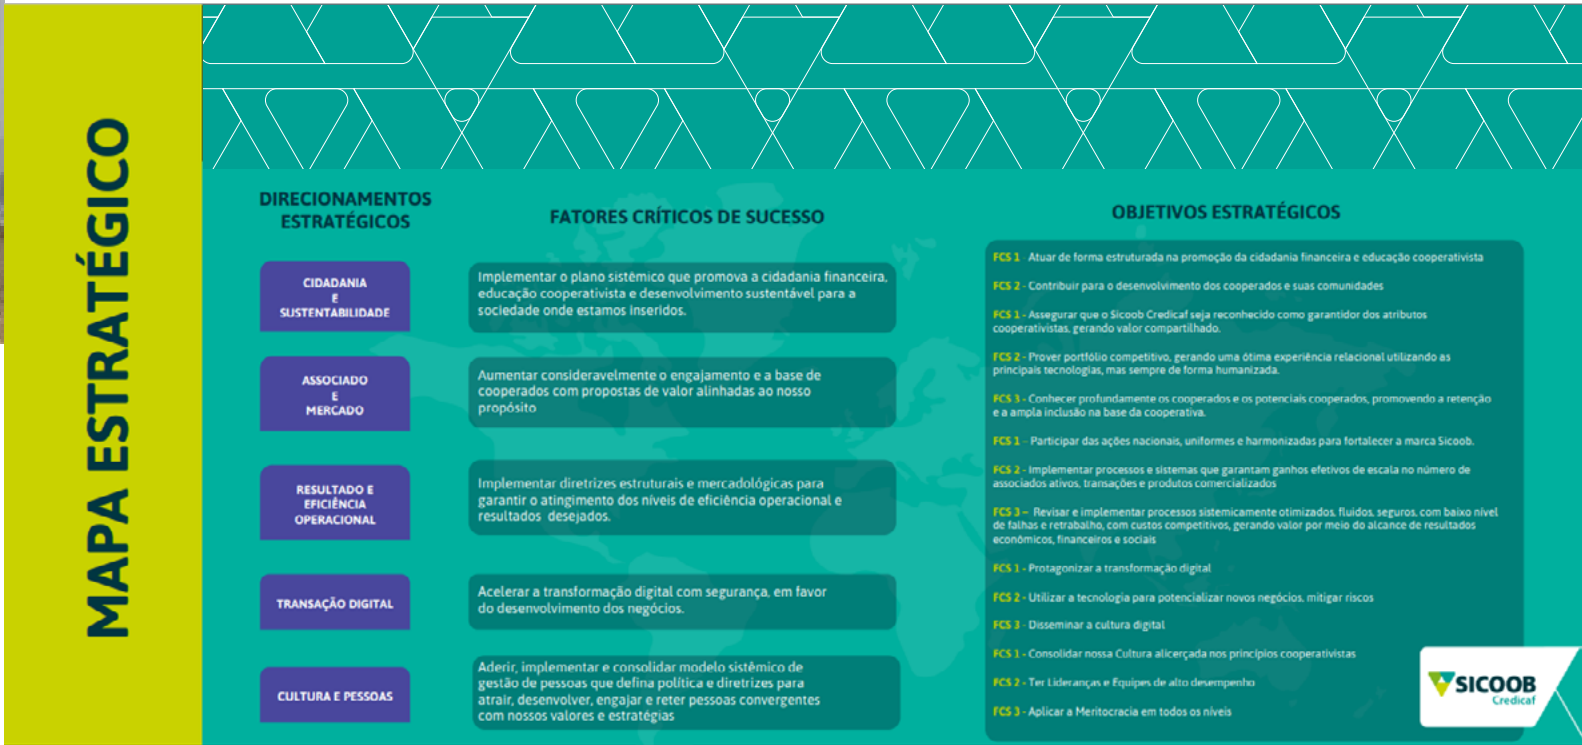 MAPA ESTRATÉGICO
DIRECIONAMENTOS
ESTRATÉGICOS
FATORES CRÍTICOS DE SUCESSO
OBJETIVOS ESTRATÉGICOS
CIDADANIA
E
SUSTENTABILIDADE
Implementar o plano sistêmico que promova a cidadania financeira,
educação cooperativista e desenvolvimento sustentável para a
sociedade onde estamos inseridos.
ASSOCIADO
E
MERCADO
Aumentar consideravelmente o engajamento e a base de
cooperados com propostas de valor alinhadas ao nosso
propósito
RESULTADO E
EFICIÊNCIA
OPERACIONAL
Implementar diretrizes estruturais e mercadológicas para
garantir o atingimento dos níveis de eficiência operacional e
resultados desejados.
TRANSAÇÃO DIGITAL
Acelerar a transformação digital com segurança, em favor
do desenvolvimento dos negócios.
CULTURA E PESSOAS
Aderir, implementar e consolidar modelo sistêmico de
gestão de pessoas que defina política e diretrizes para
atrair, desenvolver, engajar e reter pessoas convergentes
com nossos valores e estratégias
FCS 1 - Atuar de forma estruturada na promoção da cidadania financeira e educação cooperativista
FCS 2 - Contribuir para o desenvolvimento dos cooperados e suas comunidades
FCS 1 - Assegurar que o Sicoob Credicaf seja reconhecido como garantidor dos atributos
cooperativistas, gerando valor compartilhado.
FCS 2 - Prover portfólio competitivo, gerando uma ótima experiência relacional utilizando as
principais tecnologias, mas sempre de forma humanizada.
FCS 3 - Conhecer profundamente os cooperados e os potenciais cooperados, promovendo a retenção
e a ampla inclusão na base da cooperativa.
FCS 1 - Participar das ações nacionais, uniformes e harmonizadas para fortalecer a marca Sicoob.
FCS 2 - Implementar processos e sistemas que garantam ganhos efetivos de escala no número de
associados ativos, transações e produtos comercializados
FCS 3 – Revisar e implementar processos sistemicamente otimizados, fluidos, seguros, com baixo nível
de falhas e retrabalho, com custos competitivos, gerando valor por meio do alcance de resultados
econômicos, financeiros e sociais
FCS 1 - Protagonizar a transformação digital
FCS 2 - Utilizar a tecnologia para potencializar novos negócios, mitigar riscos
FCS 3 - Disseminar a cultura digital
FCS 1 - Consolidar nossa Cultura alicerçada nos princípios cooperativistas
FCS 2 - Ter Lideranças e Equipes de alto desempenho
FCS 3 - Aplicar a Meritocracia em todos os níveis
SICOOB
Credicaf